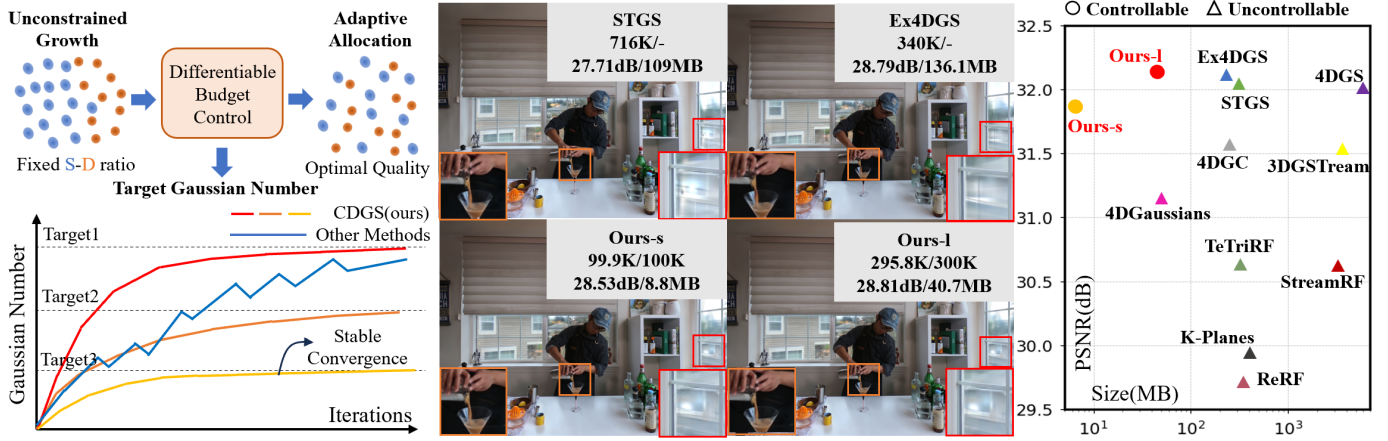 Unconstrained
Growth
Adaptive
Allocation
Differentiable
Budget
Control
Fixed S-D ratio
Optimal Quality
Target Gaussian Number
CDGS(ours)
Other Methods
Target1
Target2
Target3
Stable
Convergence
Gaussian Number
Iterations
STGS
716K/-
27.71dB/109MB
Ex4DGS
340K/-
28.79dB/136.1MB
Ours-s
99.9K/100K
28.53dB/8.8MB
Ours-l
295.8K/300K
28.81dB/40.7MB
Controllable
Uncontrollable
32.5
32.0
31.5
31.0
30.5
30.0
29.5
Ours-l
Ex4DGS
4DGS
STGS
Ours-s
4DGC
3DGSTream
4DGaussians
TeTriRF
StreamRF
K-Planes
ReRF
PSNR(dB)
Size(MB)
10¹
10²
10³